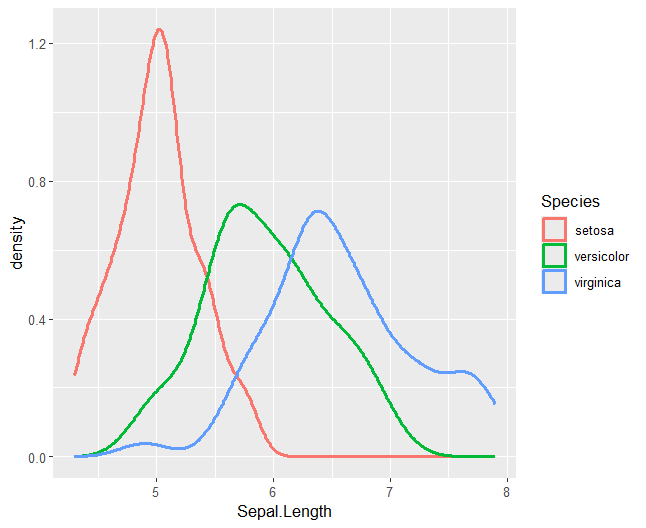 1.2
0.8
0.4
0.0
density
5 6 7 8
Sepal.Length
Species
setosa
versicolor
virginica